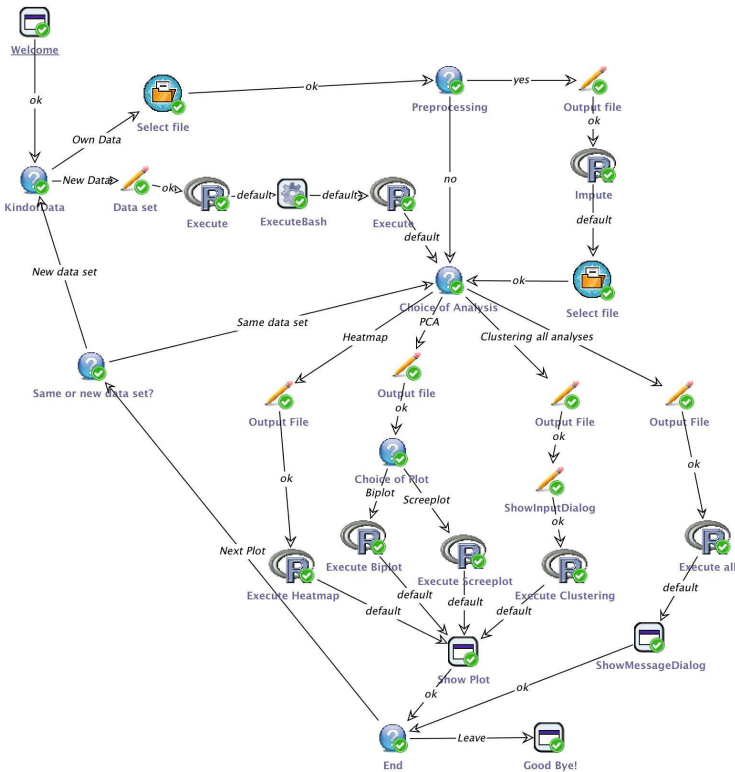 Welcome
ok
Select file
ok
Preprocessing
yes
Output file
ok
Own Data
KindofData
New Data
Data set
ok
Execute
default
ExecuteBash
default
Execute
default
no
Impute
default
Select file
ok
Choice of Analysis
New data set
Same data set
Same or new data set?
Heatmap
PCA
Clustering all analyses
Output File
Output file
Output File
Output File
ok
ok
ok
ok
Choice of Plot
Biplot
Screeplot
ShowInputDialog
ok
Next Plot
Execute Heatmap
Execute Biplot
Execute Screeplot
Execute Clustering
Execute all
default
default
default
default
default
Show Plot
ShowMessageDialog
ok
ok
End
Leave
Good Bye!